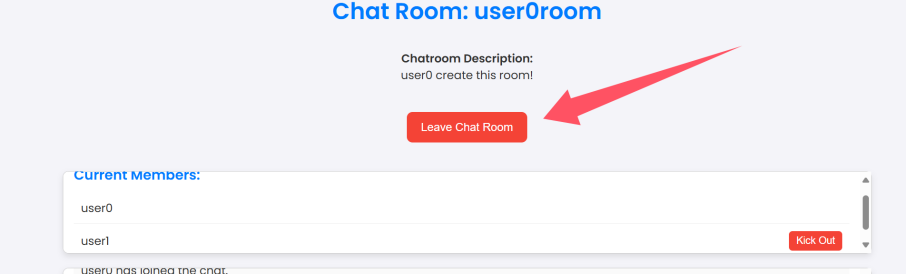 Chat Room: user0room
Chatroom Description:
user0 create this room!
Leave Chat Room
Current Members:
user0
user1
Kick Out
user0 has joined the chat.